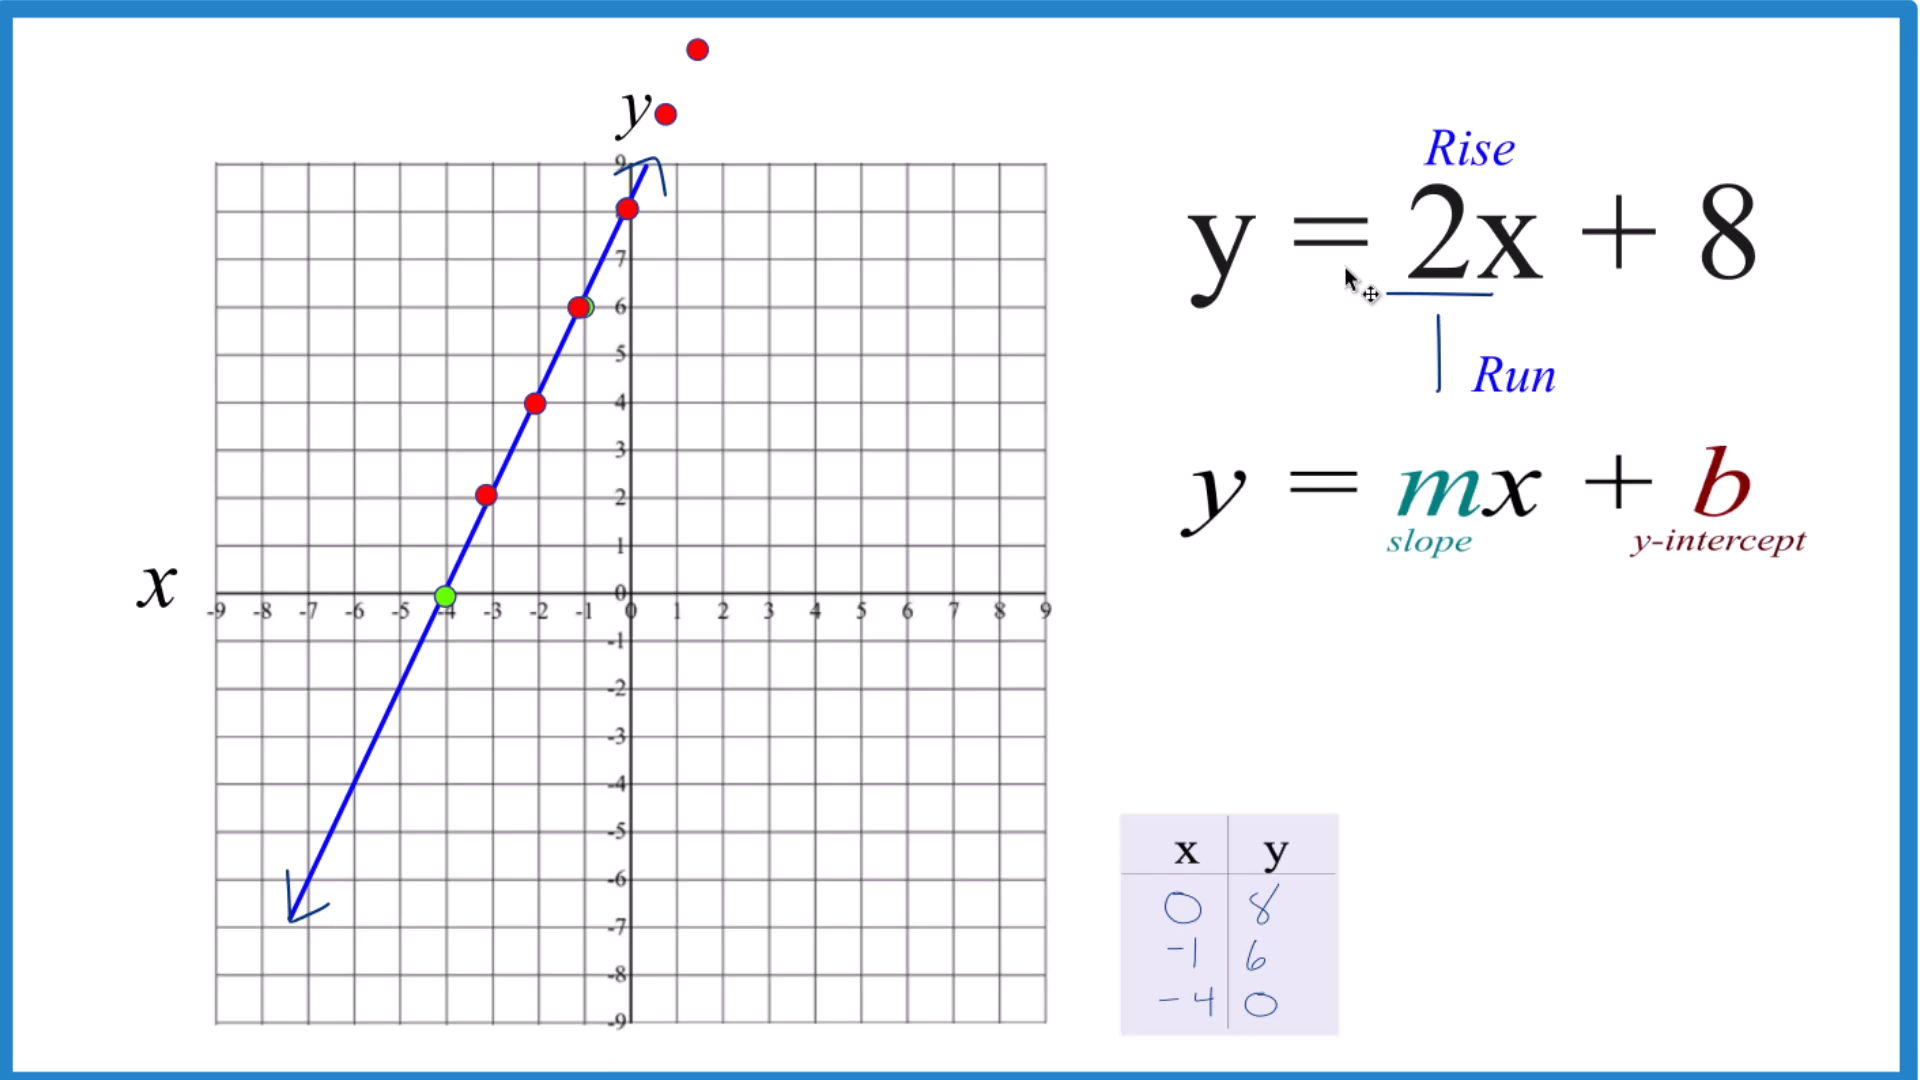 y
9
7
6
5
4
3
2
1
0
x
-9 -8 -7 -6 -5 -4 -3 -2 -1 0 1 2 3 4 5 6 7 8 9
-1
-2
-3
-4
-5
-6
-7
-8
-9
Rise
y = 2x + 8
1 Run
y = mx + b
slope y-intercept
x y
0 8
-1 6
-4 0